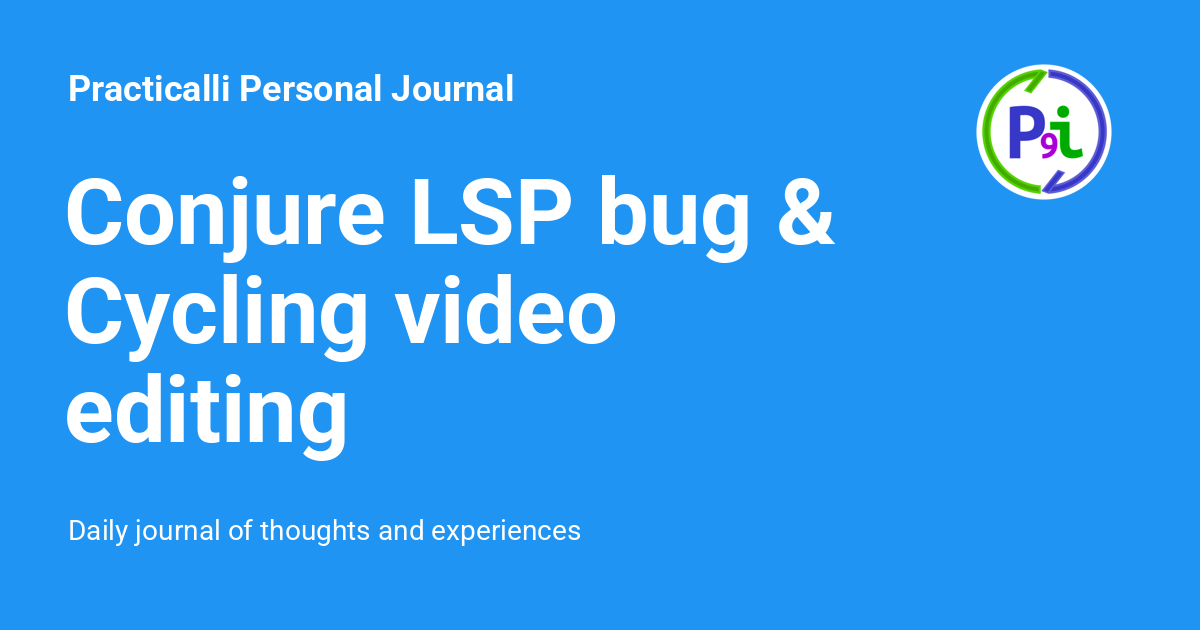 Practicalli Personal Journal
P9i
Conjure LSP bug &
Cycling video
editing
Daily journal of thoughts and experiences